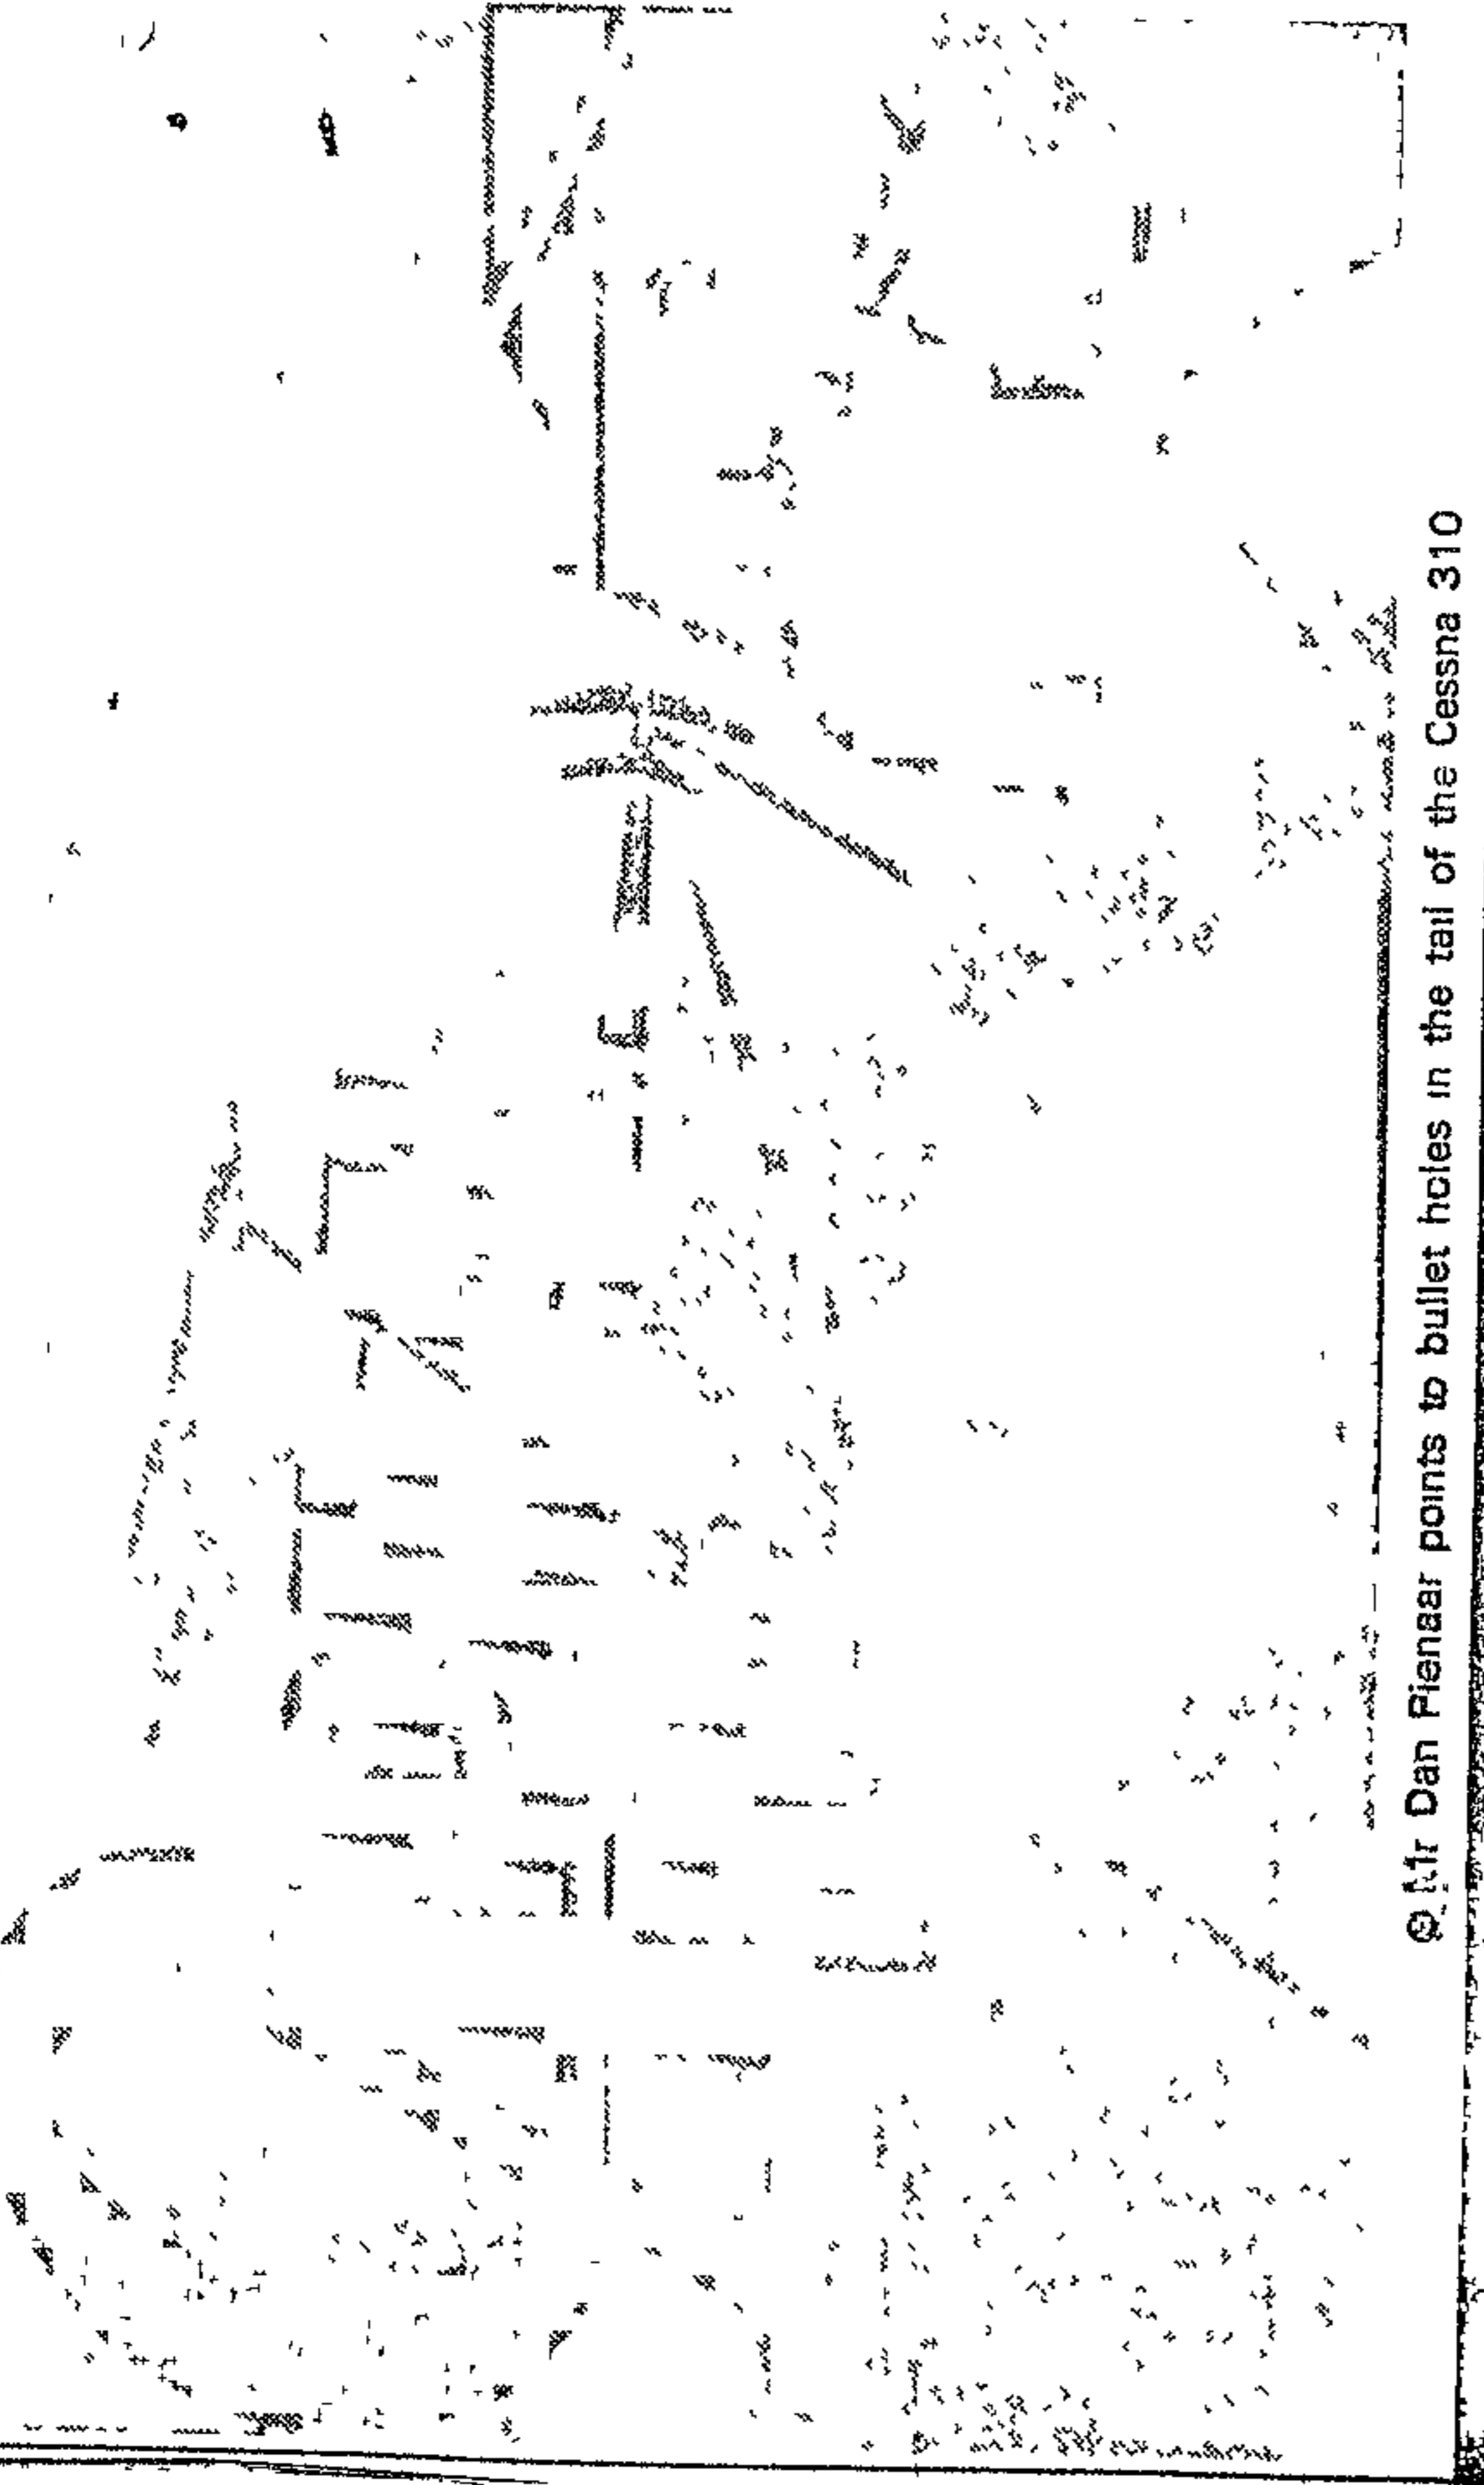 Mr Dan Pienaar points to bullet holes in the tail of the Cessna 310